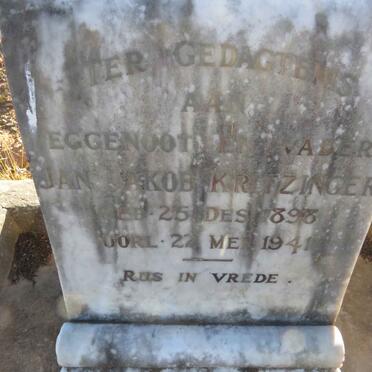 TER GEDAGTENIS
AAN
EGGENOOT EN VADER
JAN JAKOB KRITZINGER
GEB. 25 DES. 1898
OORL. 22 MEI 1941
RUS IN VREDE.